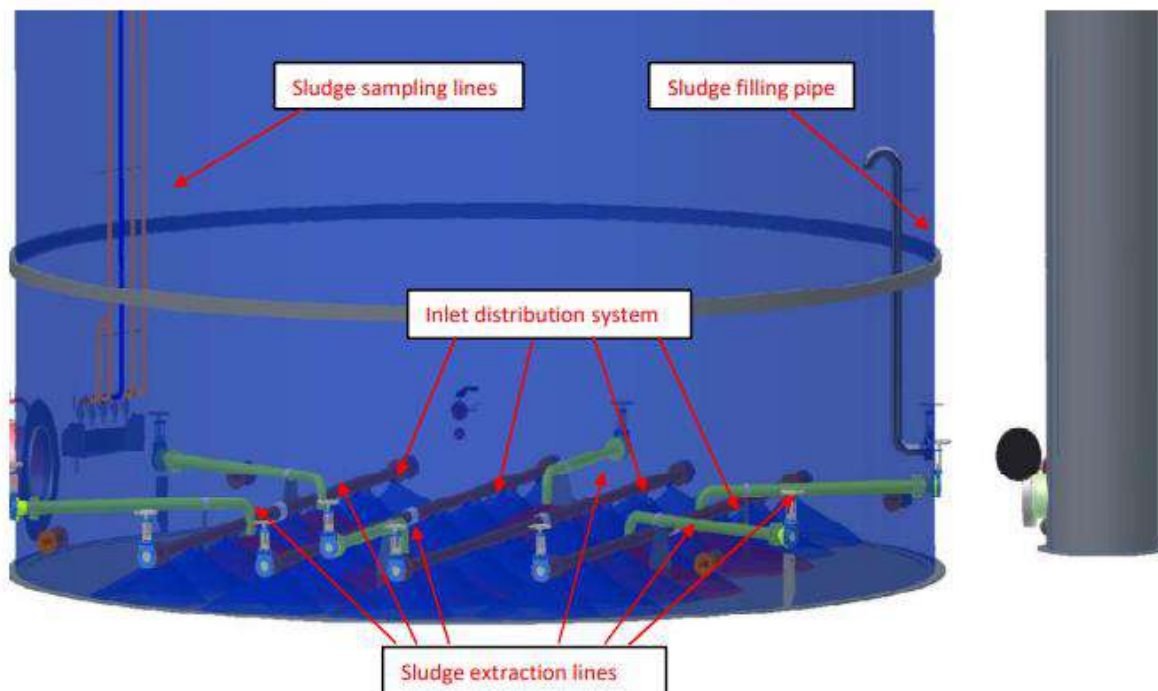 Sludge sampling lines
Sludge filling pipe
Inlet distribution system
Sludge extraction lines